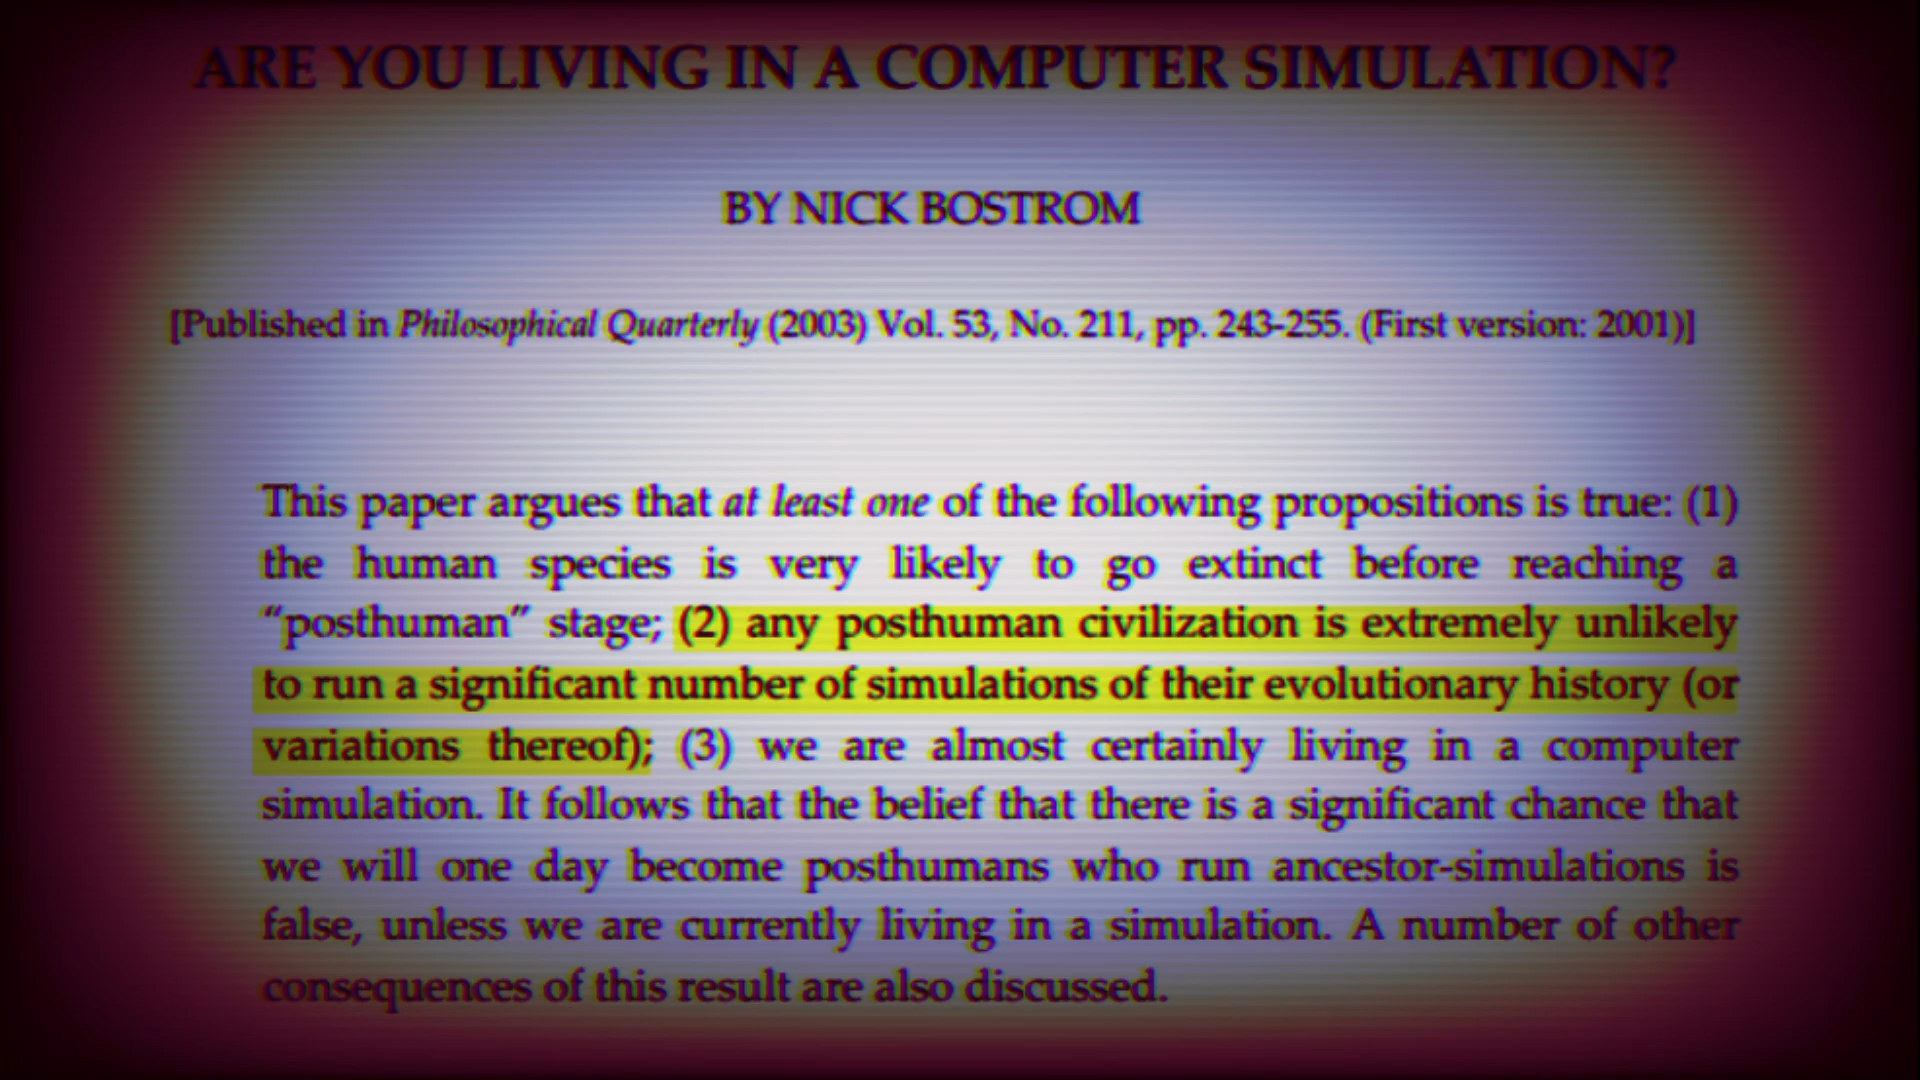 ARE YOU LIVING IN A COMPUTER SIMULATION?
BY NICK BOSTROM
[Published in Philosophical Quarterly (2003) Vol. 53, No. 211, pp. 243-255. (First version: 2001)]
This paper argues that at least one of the following propositions is true: (1)
the human species is very likely to go extinct before reaching a
“posthuman” stage; (2) any posthuman civilization is extremely unlikely
to run a significant number of simulations of their evolutionary history (or
variations thereof); (3) we are almost certainly living in a computer
simulation. It follows that the belief that there is a significant chance that
we will one day become posthumans who run ancestor-simulations is
false, unless we are currently living in a simulation. A number of other
consequences of this result are also discussed.